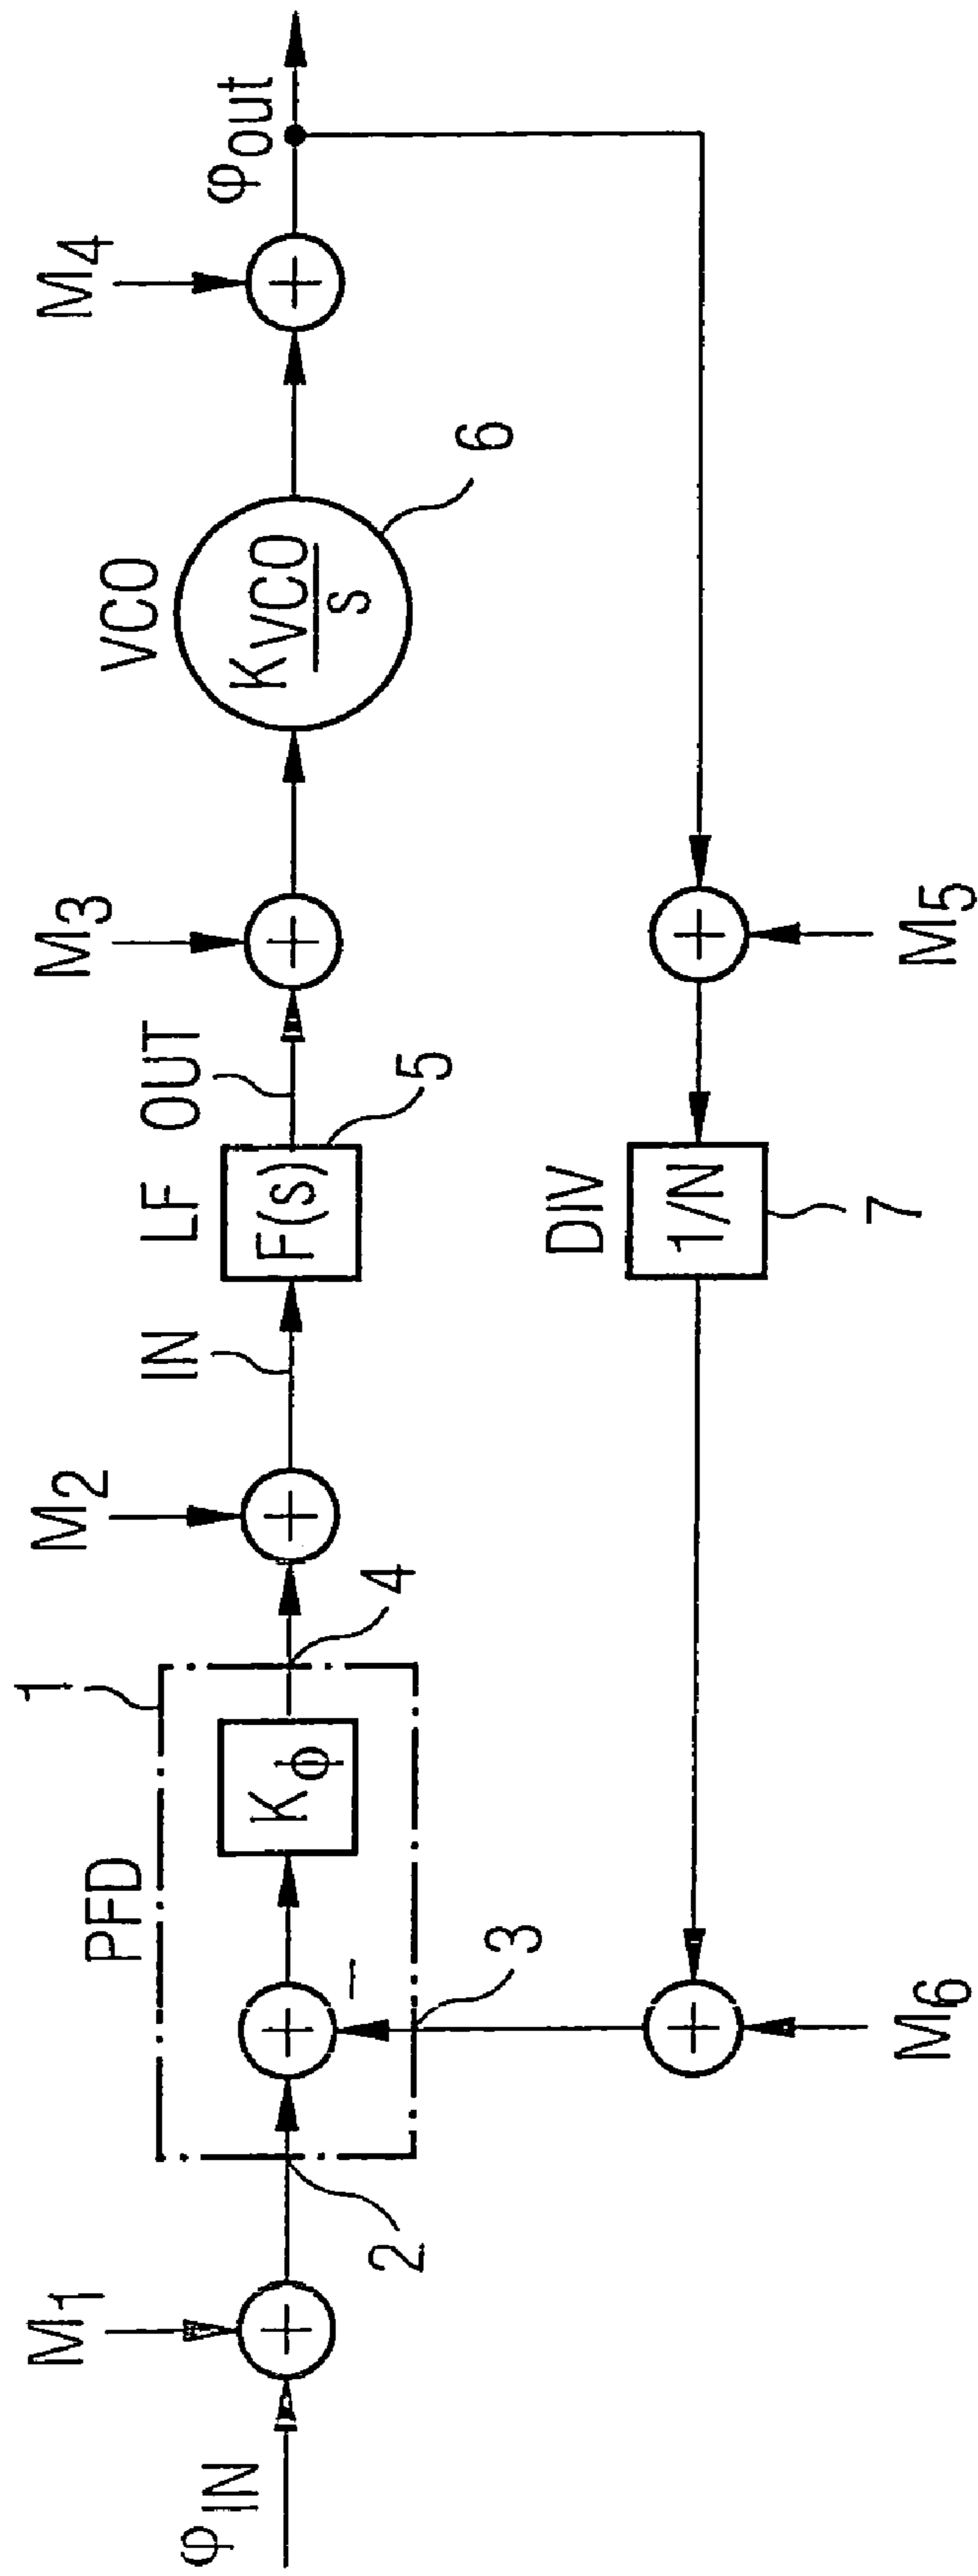 φIN
M1
2
PFD
1
Kϕ
3
4
M2
IN
LF
F(s)
5
OUT
M3
VCO
KVCO/s
6
M4
φout
M5
DIV
1/N
7
M6